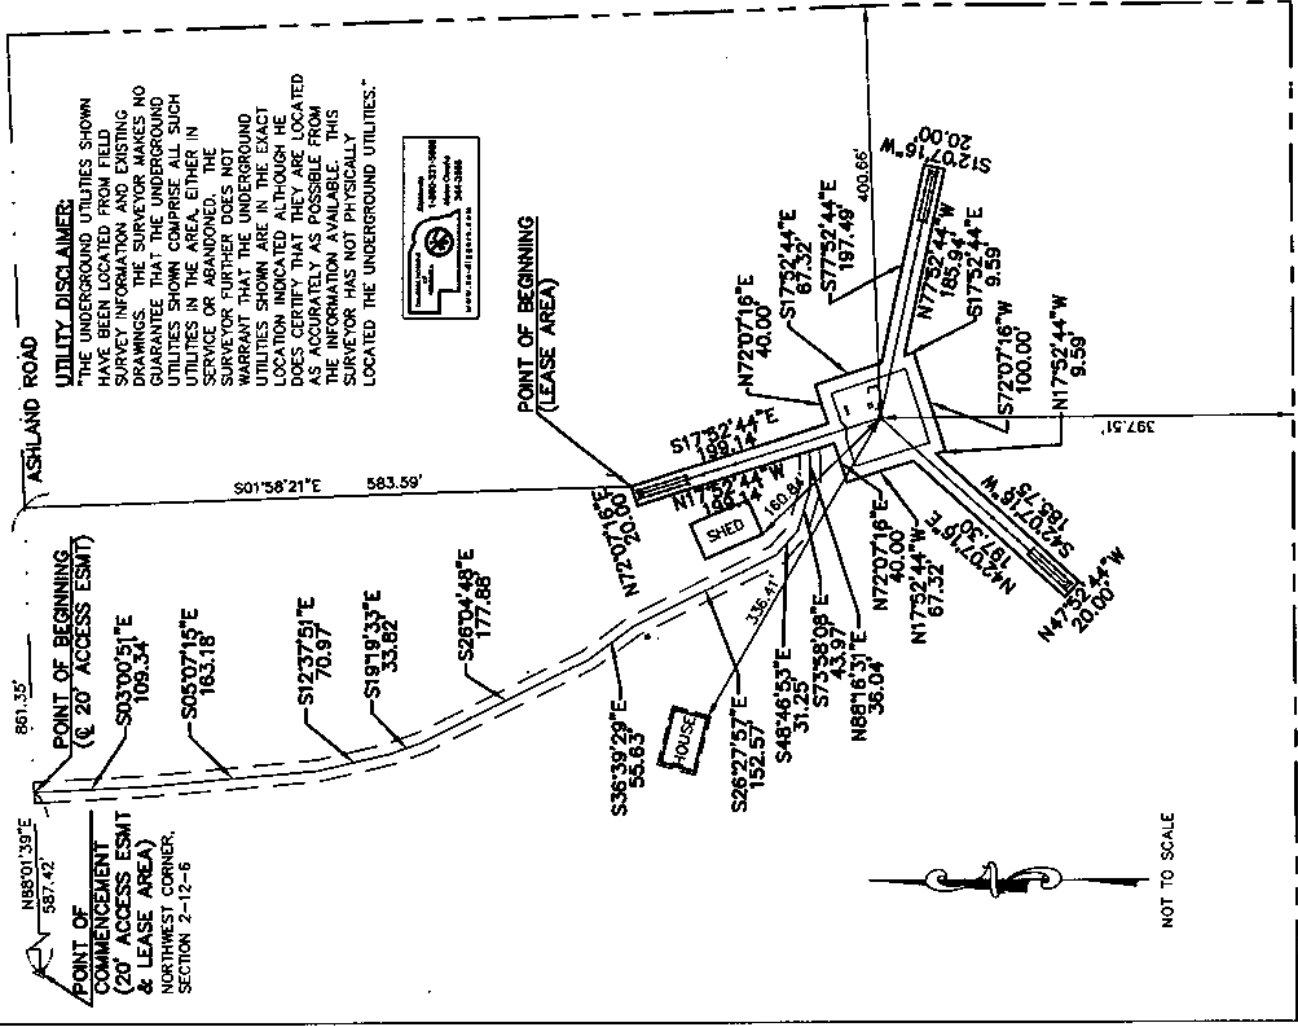 ASHLAND ROAD
861.35'
N88°01'39"E
587.42'
POINT OF
COMMENCEMENT
(20' ACCESS ESMT
& LEASE AREA)
NORTHWEST CORNER,
SECTION 2-12-6
POINT OF BEGINNING
(℄ 20' ACCESS ESMT)
S03°00'51"E
109.34'
S05°07'15"E
163.18'
S12°37'51"E
70.97'
S19°19'33"E
33.82'
S26°04'48"E
177.88'
S36°39'29"E
55.63'
S26°27'57"E
152.57'
S48°46'53"E
31.25'
S73°58'08"E
43.97'
N88°16'31"E
36.04'
S01°58'21"E 583.59'
UTILITY DISCLAIMER:
"THE UNDERGROUND UTILITIES SHOWN
HAVE BEEN LOCATED FROM FIELD
SURVEY INFORMATION AND EXISTING
DRAWINGS. THE SURVEYOR MAKES NO
GUARANTEE THAT THE UNDERGROUND
UTILITIES SHOWN COMPRISE ALL SUCH
UTILITIES IN THE AREA, EITHER IN
SERVICE OR ABANDONED. THE
SURVEYOR FURTHER DOES NOT
WARRANT THAT THE UNDERGROUND
UTILITIES SHOWN ARE IN THE EXACT
LOCATION INDICATED ALTHOUGH HE
DOES CERTIFY THAT THEY ARE LOCATED
AS ACCURATELY AS POSSIBLE FROM
THE INFORMATION AVAILABLE. THIS
SURVEYOR HAS NOT PHYSICALLY
LOCATED THE UNDERGROUND UTILITIES."
POINT OF BEGINNING
(LEASE AREA)
N72°07'16"E
20.00'
S17°52'44"E
199.14'
N17°52'44"W
199.14'
SHED
160.84'
HOUSE
336.41'
N72°07'16"E
40.00'
S17°52'44"E
67.32'
S77°52'44"E
197.49'
400.66'
S12°07'16"W
20.00'
N77°52'44"W
185.94'
S17°52'44"E
9.59'
S72°07'16"W
100.00'
N17°52'44"W
9.59'
397.51'
S42°07'16"W
185.75'
N47°52'44"W
20.00'
N42°07'16"E
197.30'
N17°52'44"W
67.32'
N72°07'16"E
40.00'
NOT TO SCALE